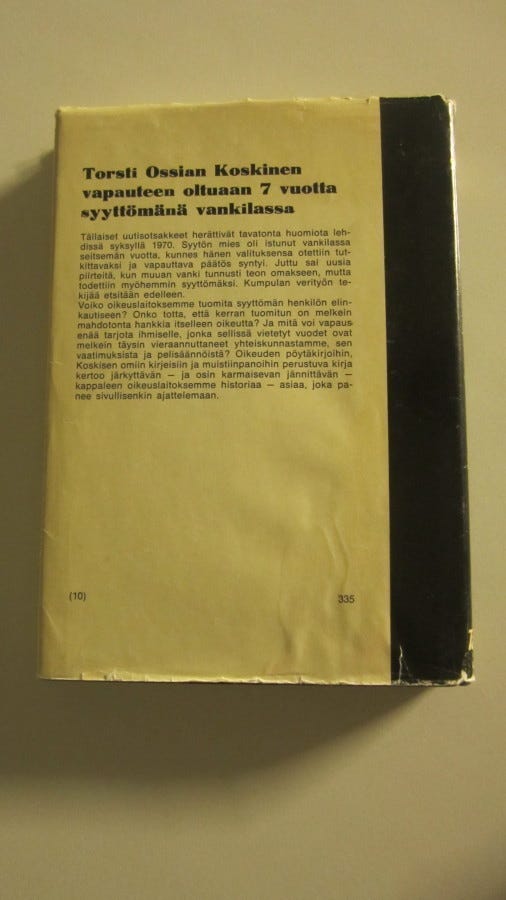 Torsti Ossian Koskinen
vapauteen oltuaan 7 vuotta
syyttömänä vankilassa
Tällaiset uutisotsakkeet herättivät tavatonta huomiota leh-
dissä syksyllä 1970. Syytön mies oli istunut vankilassa
seitsemän vuotta, kunnes hänen valituksensa otettiin tut-
kittavaksi ja vapauttava päätös syntyi. Juttu sai uusia
piirteitä, kun muuan vanki tunnusti teon omakseen, mutta
todettiin myöhemmin syyttömäksi. Kumpulan verityön te-
kijää etsitään edelleen.
Voiko oikeuslaitoksemme tuomita syyttömän henkilön elin-
kautiseen? Onko totta, että kerran tuomitun on melkein
mahdotonta hankkia itselleen oikeutta? Ja mitä voi vapaus
enää tarjota ihmiselle, jonka sellissä vietetyt vuodet ovat
melkein täysin vieraannuttaneet yhteiskunnastamme, sen
vaatimuksista ja pelisäännöistä? Oikeuden pöytäkirjoihin,
Koskisen omiin kirjeisiin ja muistiinpanoihin perustuva kirja
kertoo järkyttävän — ja osin karmaisevan jännittävän —
kappaleen oikeuslaitoksemme historiaa — asiaa, joka pa-
nee sivullisenkin ajattelemaan.
(10) 335